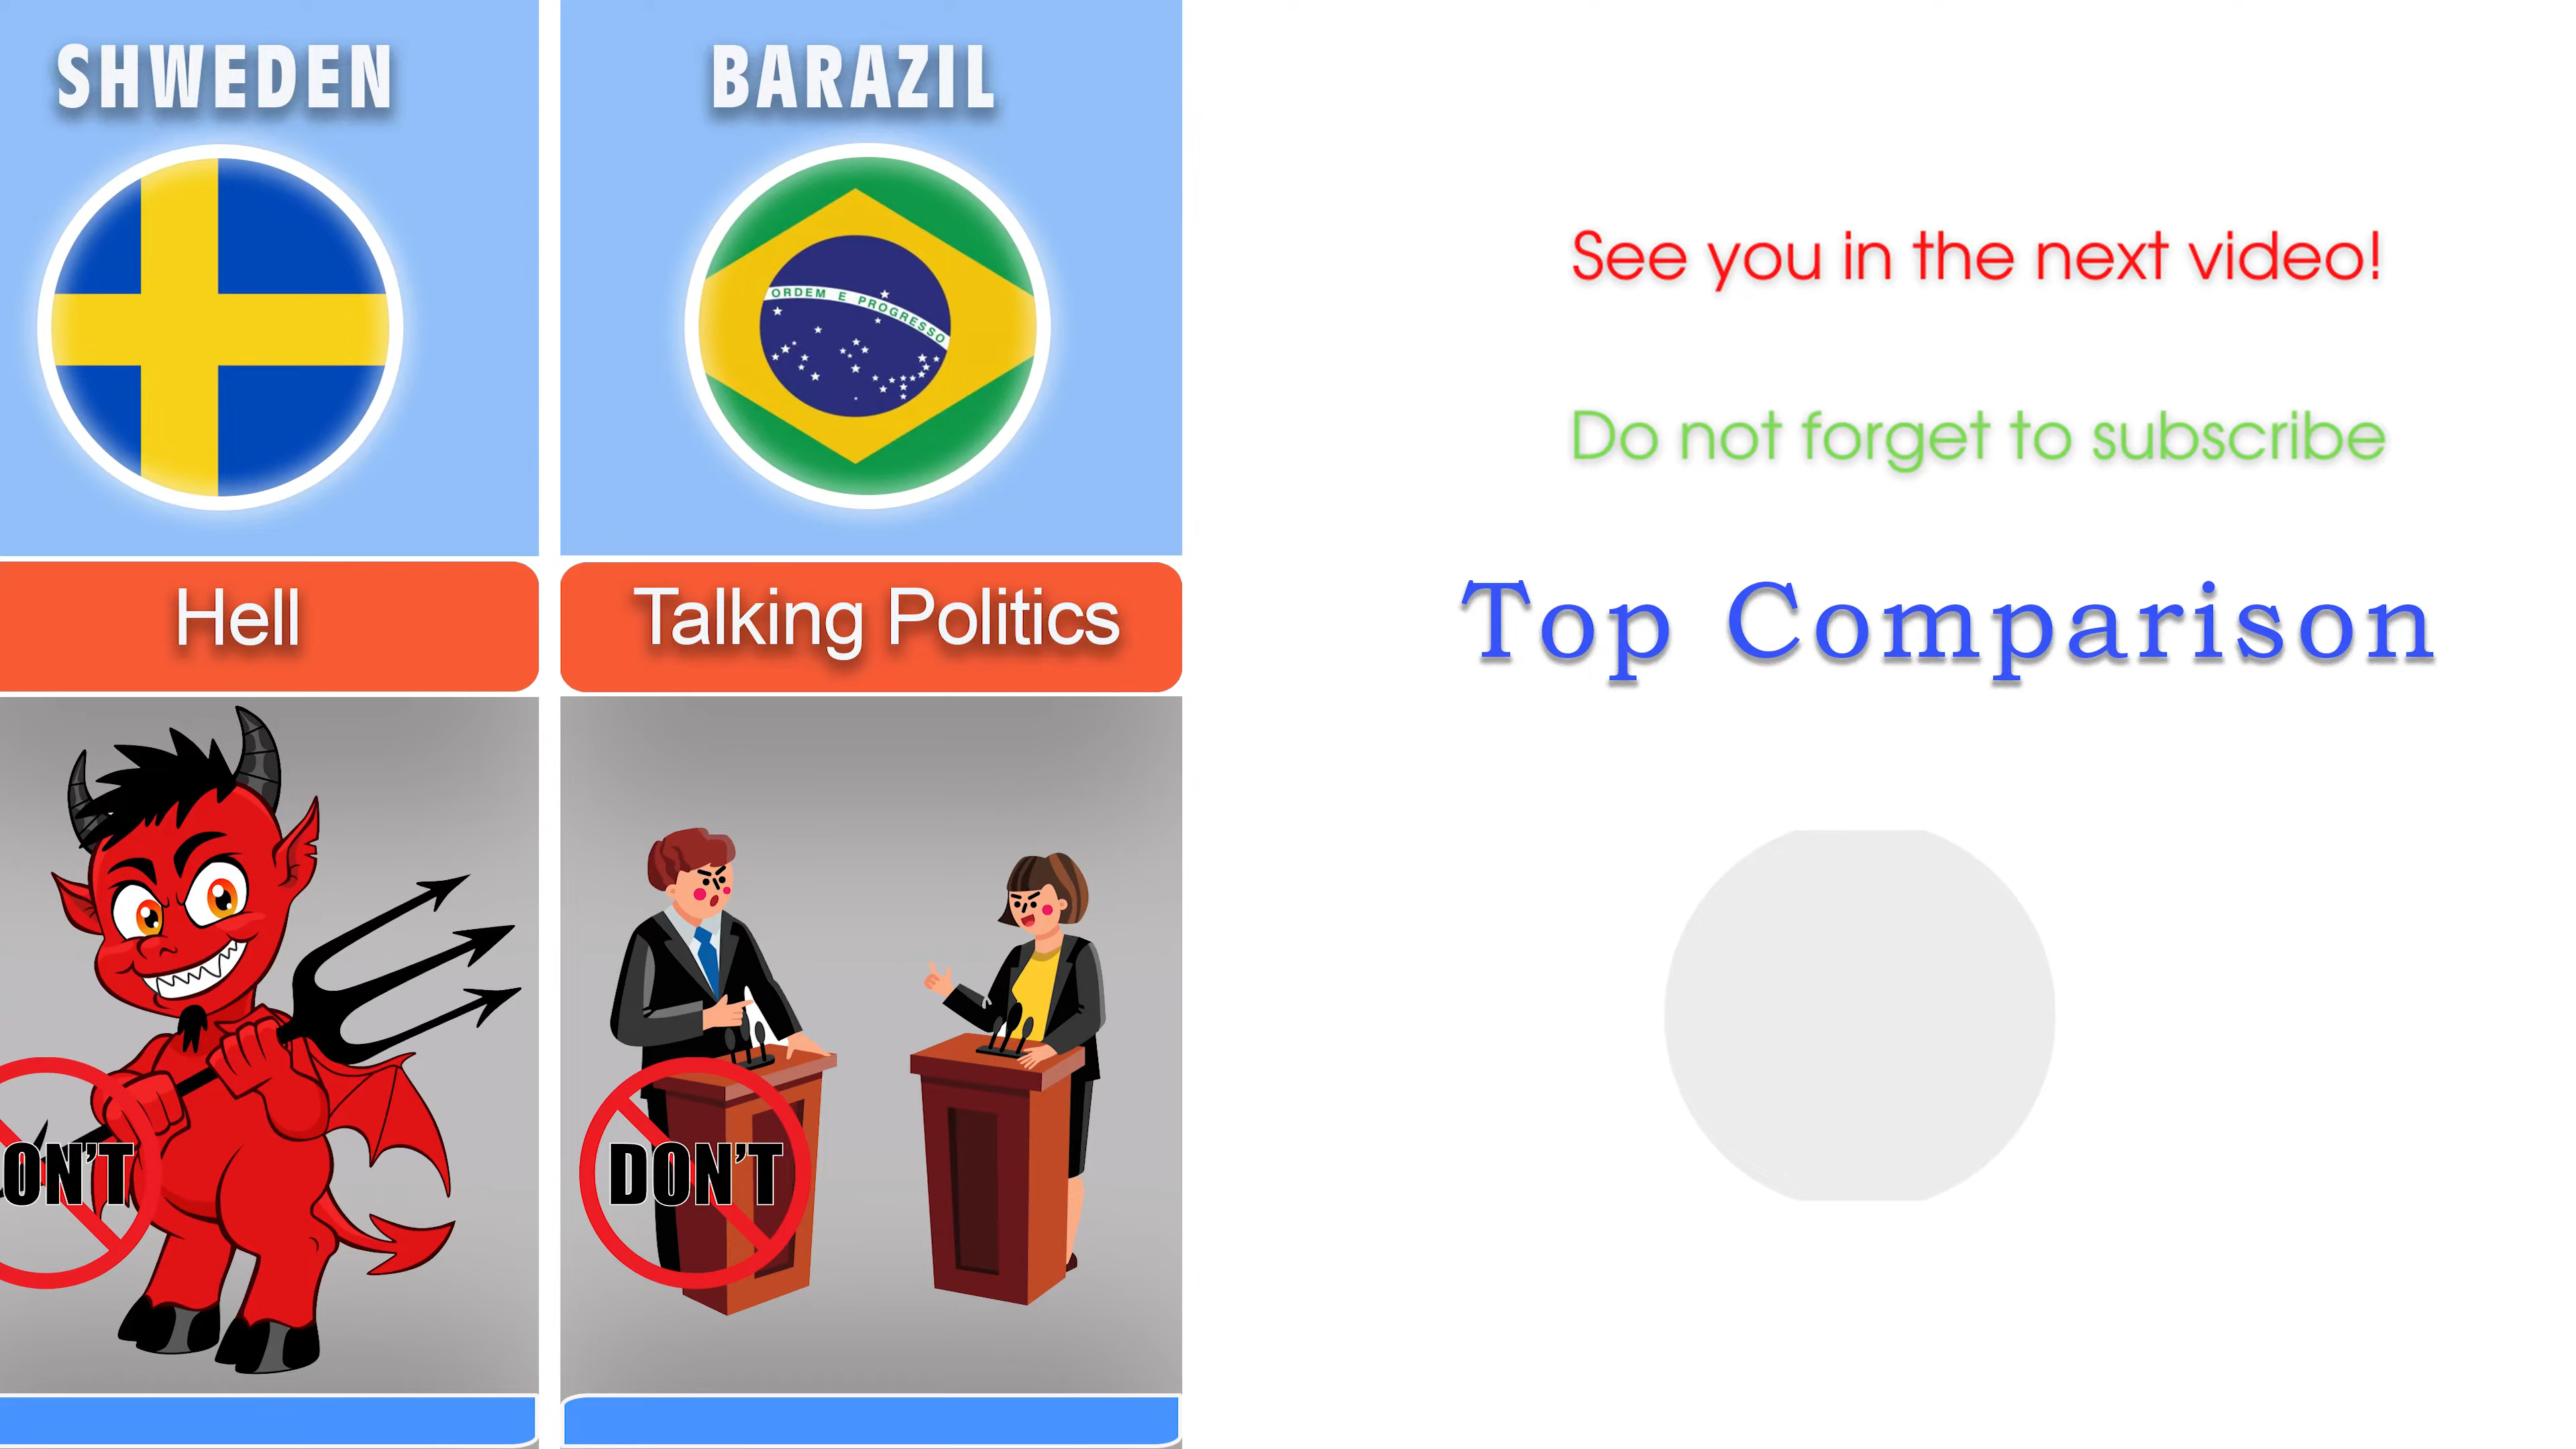 SHWEDEN
BARAZIL
ORDEM E PROGRESSO
Hell
Talking Politics
ON'T
DON'T
See you in the next video!
Do not forget to subscribe
Top Comparison